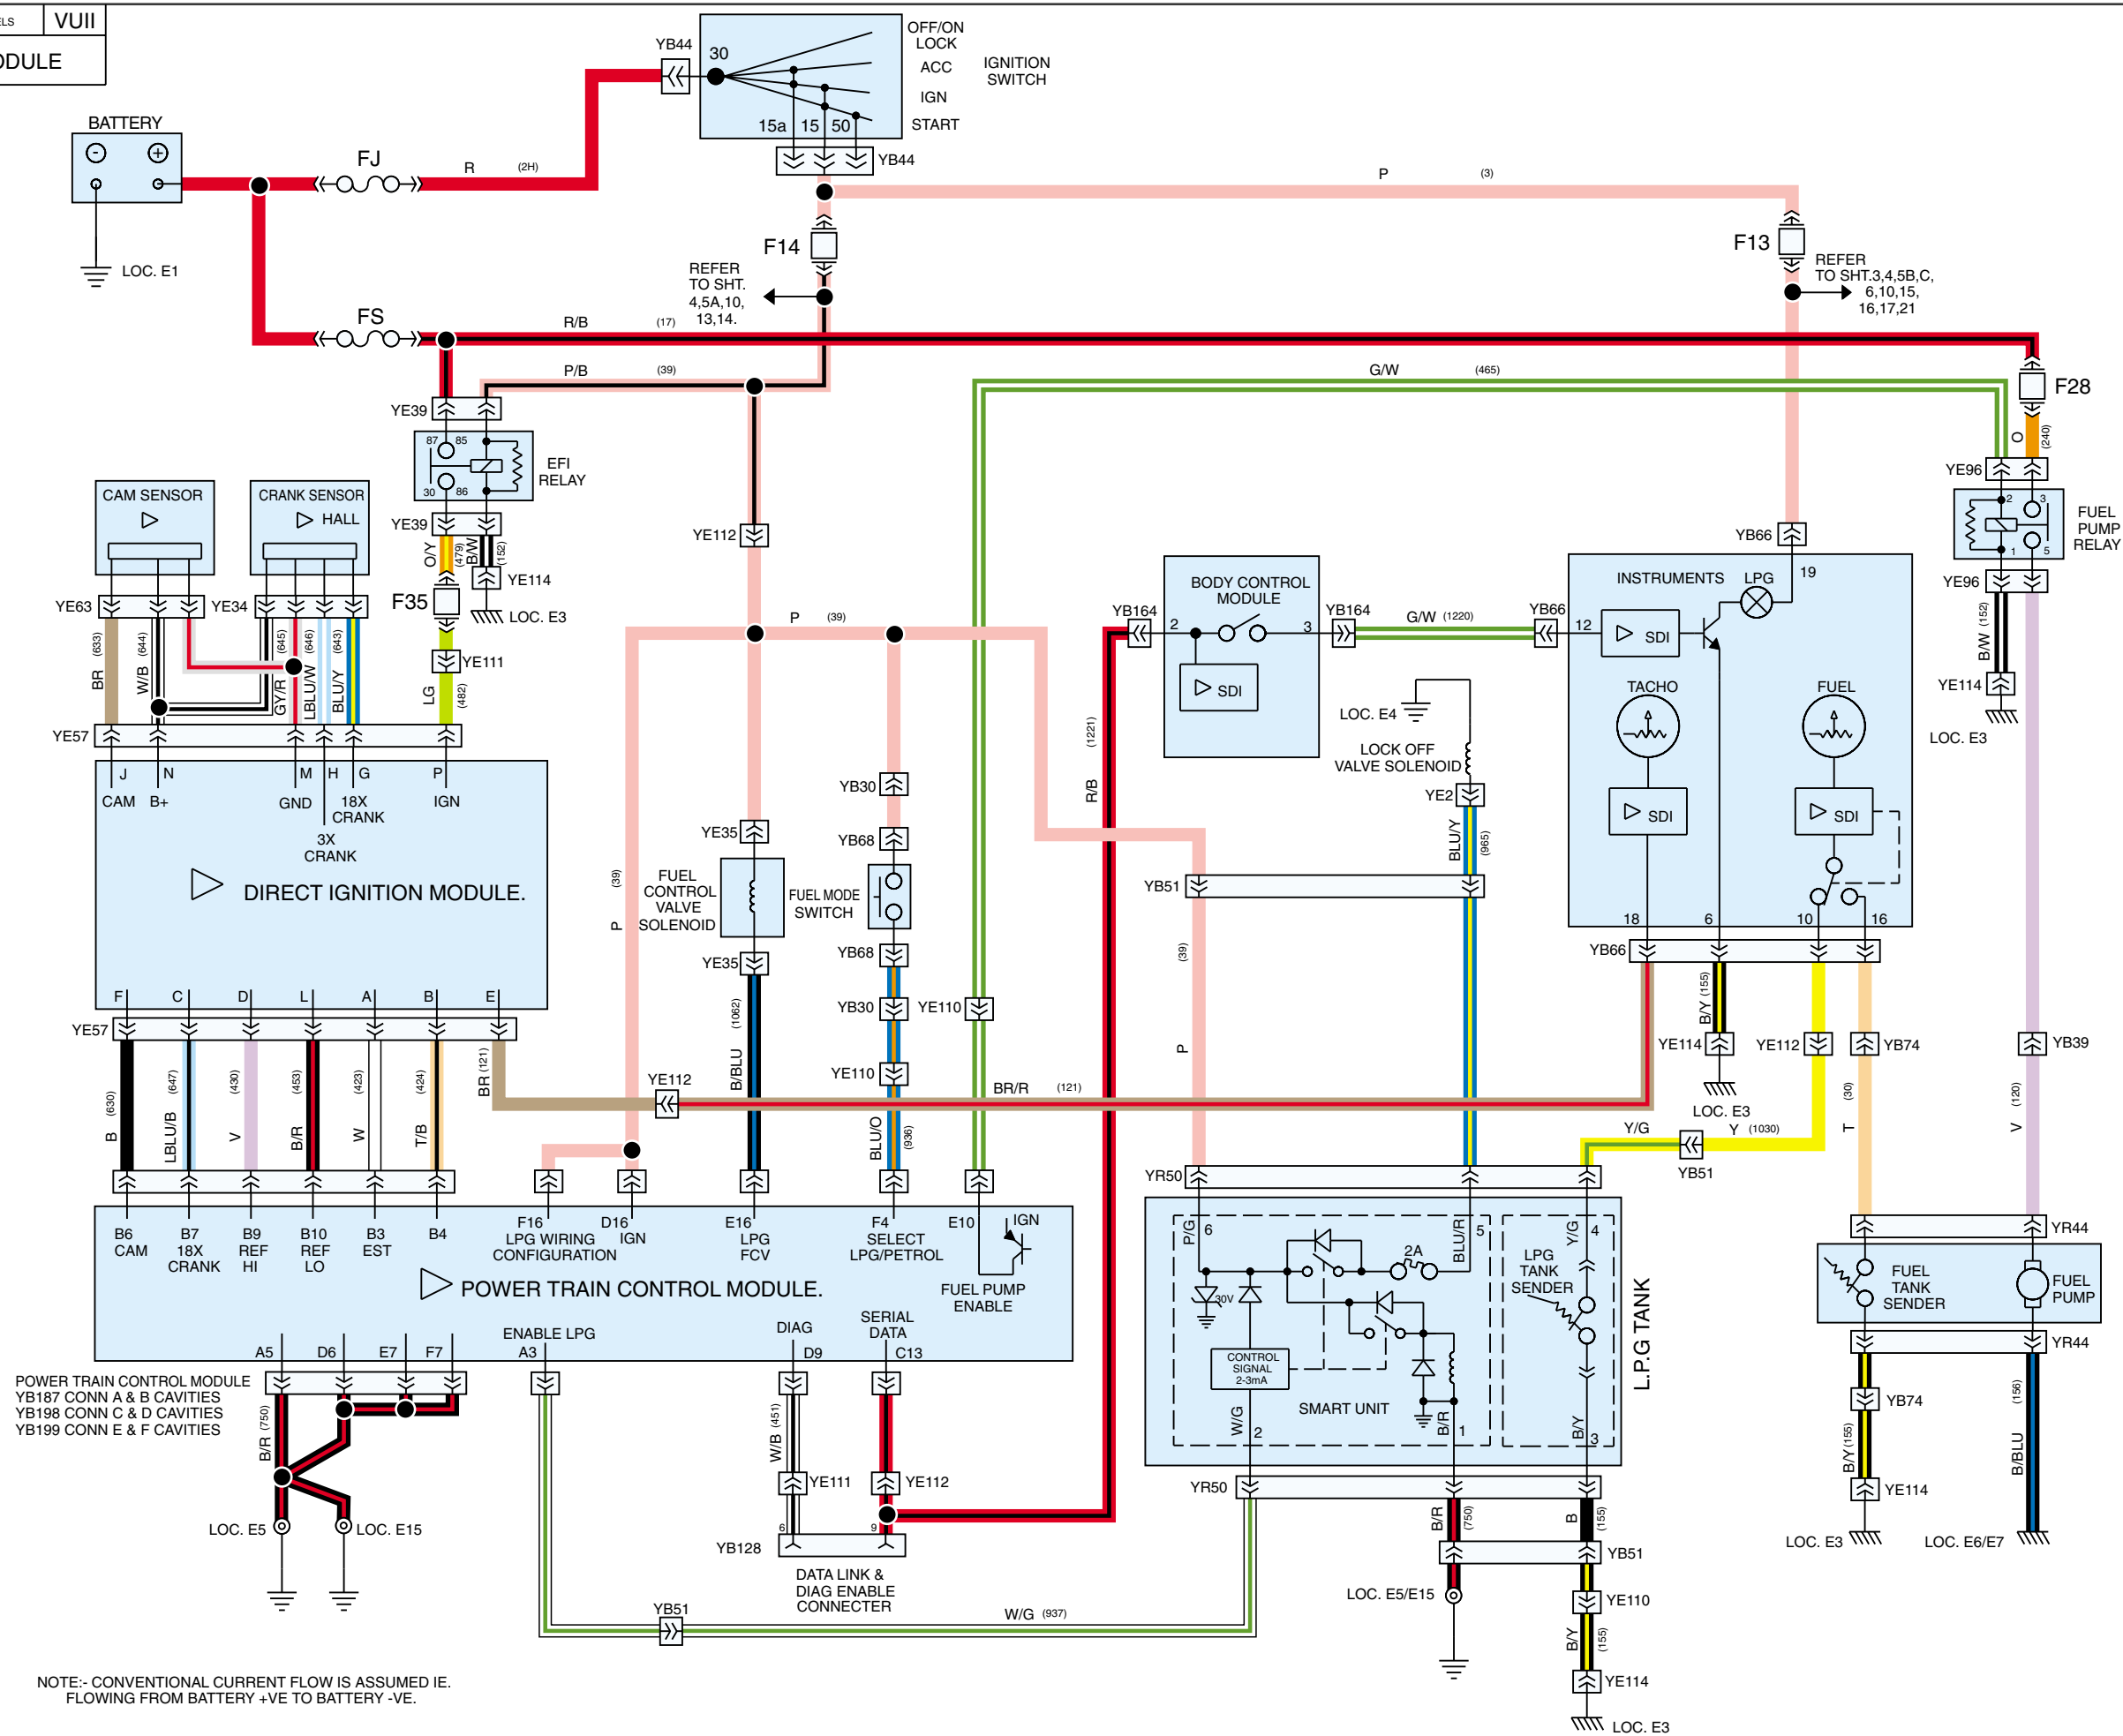 ELS
VUII
ODULE
BATTERY
-
+
LOC. E1
FJ
R
(2H)
FS
R/B
(17)
YB44
30
15a
15
50
OFF/ON
LOCK
ACC
IGN
START
IGNITION
SWITCH
YB44
P
(3)
F14
REFER
TO SHT.
4,5A,10,
13,14.
F13
REFER
TO SHT.3,4,5B,C,
6,10,15,
16,17,21
P/B
(39)
G/W
(465)
F28
O
(240)
YE96
2
3
1
5
FUEL
PUMP
RELAY
YE96
B/W (152)
YE114
LOC. E3
YE39
87
85
30
86
EFI
RELAY
YE39
O/Y
(479)
B/W
(152)
YE114
LOC. E3
F35
YE111
LG
(482)
CAM SENSOR
CRANK SENSOR
HALL
YE63
YE34
BR
(633)
W/B
(644)
GY/R
(645)
LBLU/W
(646)
BLU/Y
(643)
YE57
J
N
M
H
G
P
CAM
B+
GND
18X
CRANK
IGN
3X
CRANK
DIRECT IGNITION MODULE.
F
C
D
L
A
B
E
YE57
B
(630)
LBLU/B
(647)
V
(430)
B/R
(453)
W
(423)
T/B
(424)
BR (121)
YE112
BR/R
(121)
YE112
P
(39)
P
(39)
YE35
FUEL
CONTROL
VALVE
SOLENOID
YE35
B/BLU
(1062)
YB30
YB68
FUEL MODE
SWITCH
YB68
YB30
YE110
YE110
BLU/O
(936)
BODY CONTROL
MODULE
YB164
2
3
SDI
YB164
G/W (1220)
YB66
R/B
(1221)
LOC. E4
LOCK OFF
VALVE SOLENOID
YE2
BLU/Y
(965)
YB51
P
(39)
YB66
INSTRUMENTS
LPG
19
12
SDI
TACHO
FUEL
SDI
SDI
18
6
10
16
YB66
B/Y (155)
YE114
LOC. E3
YE112
YB74
YB39
Y/G
Y
(1030)
YB51
T
(30)
V
(120)
B6
CAM
B7
18X
CRANK
B9
REF
HI
B10
REF
LO
B3
EST
B4
F16
LPG WIRING
CONFIGURATION
D16
IGN
E16
LPG
FCV
F4
SELECT
LPG/PETROL
E10
IGN
FUEL PUMP
ENABLE
POWER TRAIN CONTROL MODULE.
A5
D6
E7
F7
ENABLE LPG
A3
DIAG
D9
SERIAL
DATA
C13
POWER TRAIN CONTROL MODULE
YB187 CONN A & B CAVITIES
YB198 CONN C & D CAVITIES
YB199 CONN E & F CAVITIES
B/R (750)
LOC. E5
LOC. E15
W/B (451)
YE111
YE112
6
9
YB128
DATA LINK &
DIAG ENABLE
CONNECTER
YB51
W/G (937)
YR50
P/G
6
BLU/R
5
Y/G
4
2A
30V
CONTROL
SIGNAL
2-3mA
SMART UNIT
LPG
TANK
SENDER
W/G
2
B/R
1
B/Y
3
L.P.G TANK
YR50
B/R
(750)
B
(155)
YB51
LOC. E5/E15
YE110
B/Y
(155)
YE114
LOC. E3
YR44
FUEL
TANK
SENDER
FUEL
PUMP
YR44
YB74
B/Y (155)
YE114
LOC. E3
B/BLU
(156)
LOC. E6/E7
NOTE:- CONVENTIONAL CURRENT FLOW IS ASSUMED IE.
FLOWING FROM BATTERY +VE TO BATTERY -VE.